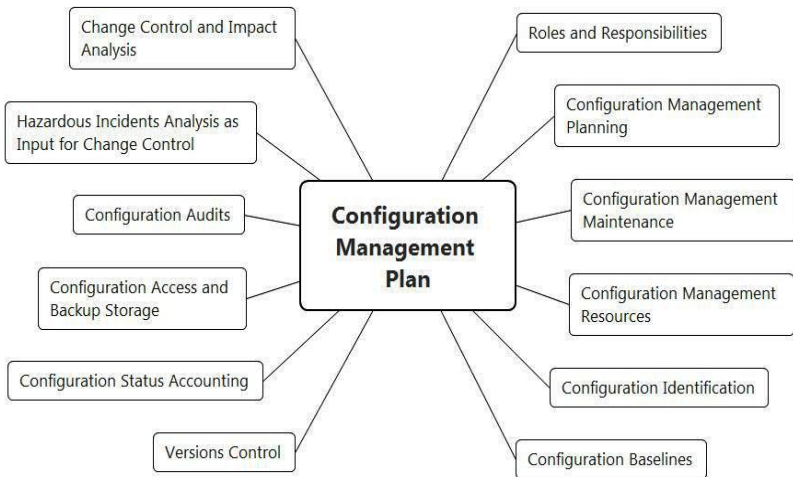 Change Control and Impact
Analysis
Roles and Responsibilities
Hazardous Incidents Analysis as
Input for Change Control
Configuration Management
Planning
Configuration Audits
Configuration
Management
Plan
Configuration Management
Maintenance
Configuration Access and
Backup Storage
Configuration Management
Resources
Configuration Status Accounting
Configuration Identification
Versions Control
Configuration Baselines